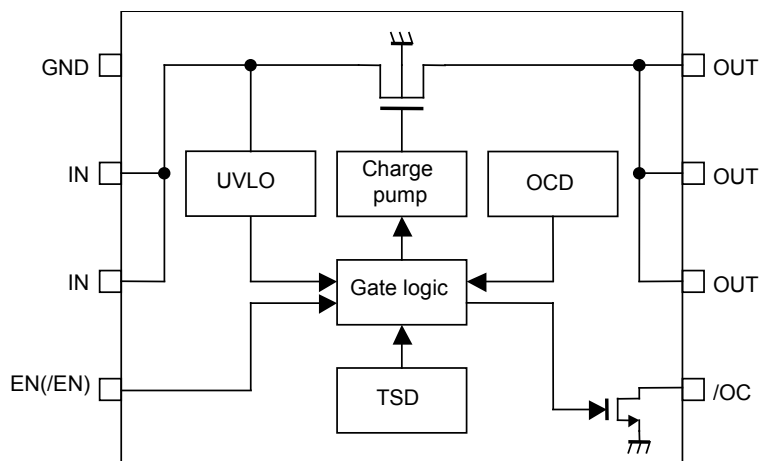 GND
OUT
IN
UVLO
Charge
pump
OCD
OUT
IN
Gate logic
OUT
EN(/EN)
TSD
/OC